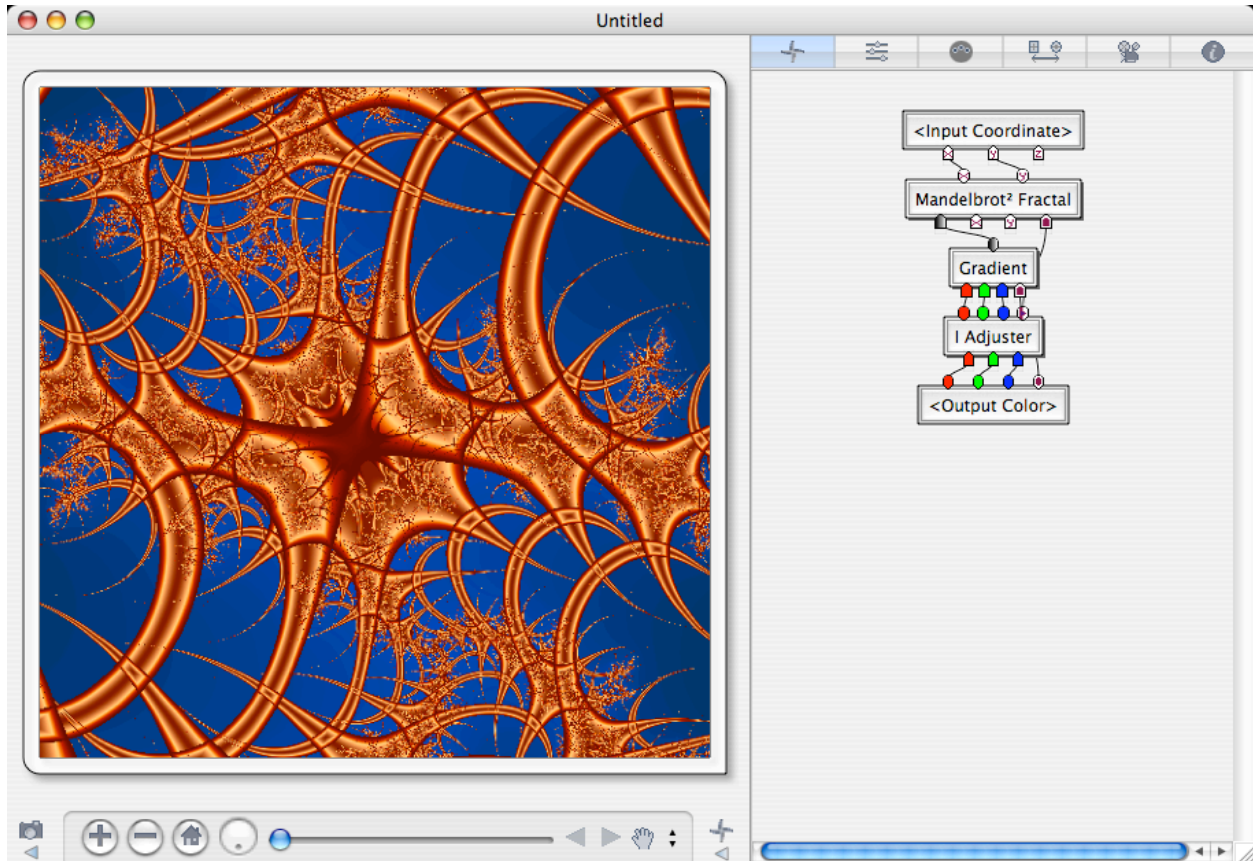 Untitled
<Input Coordinate>
x y z
x y
Mandelbrot² Fractal
x y
Gradient
I Adjuster
<Output Color>